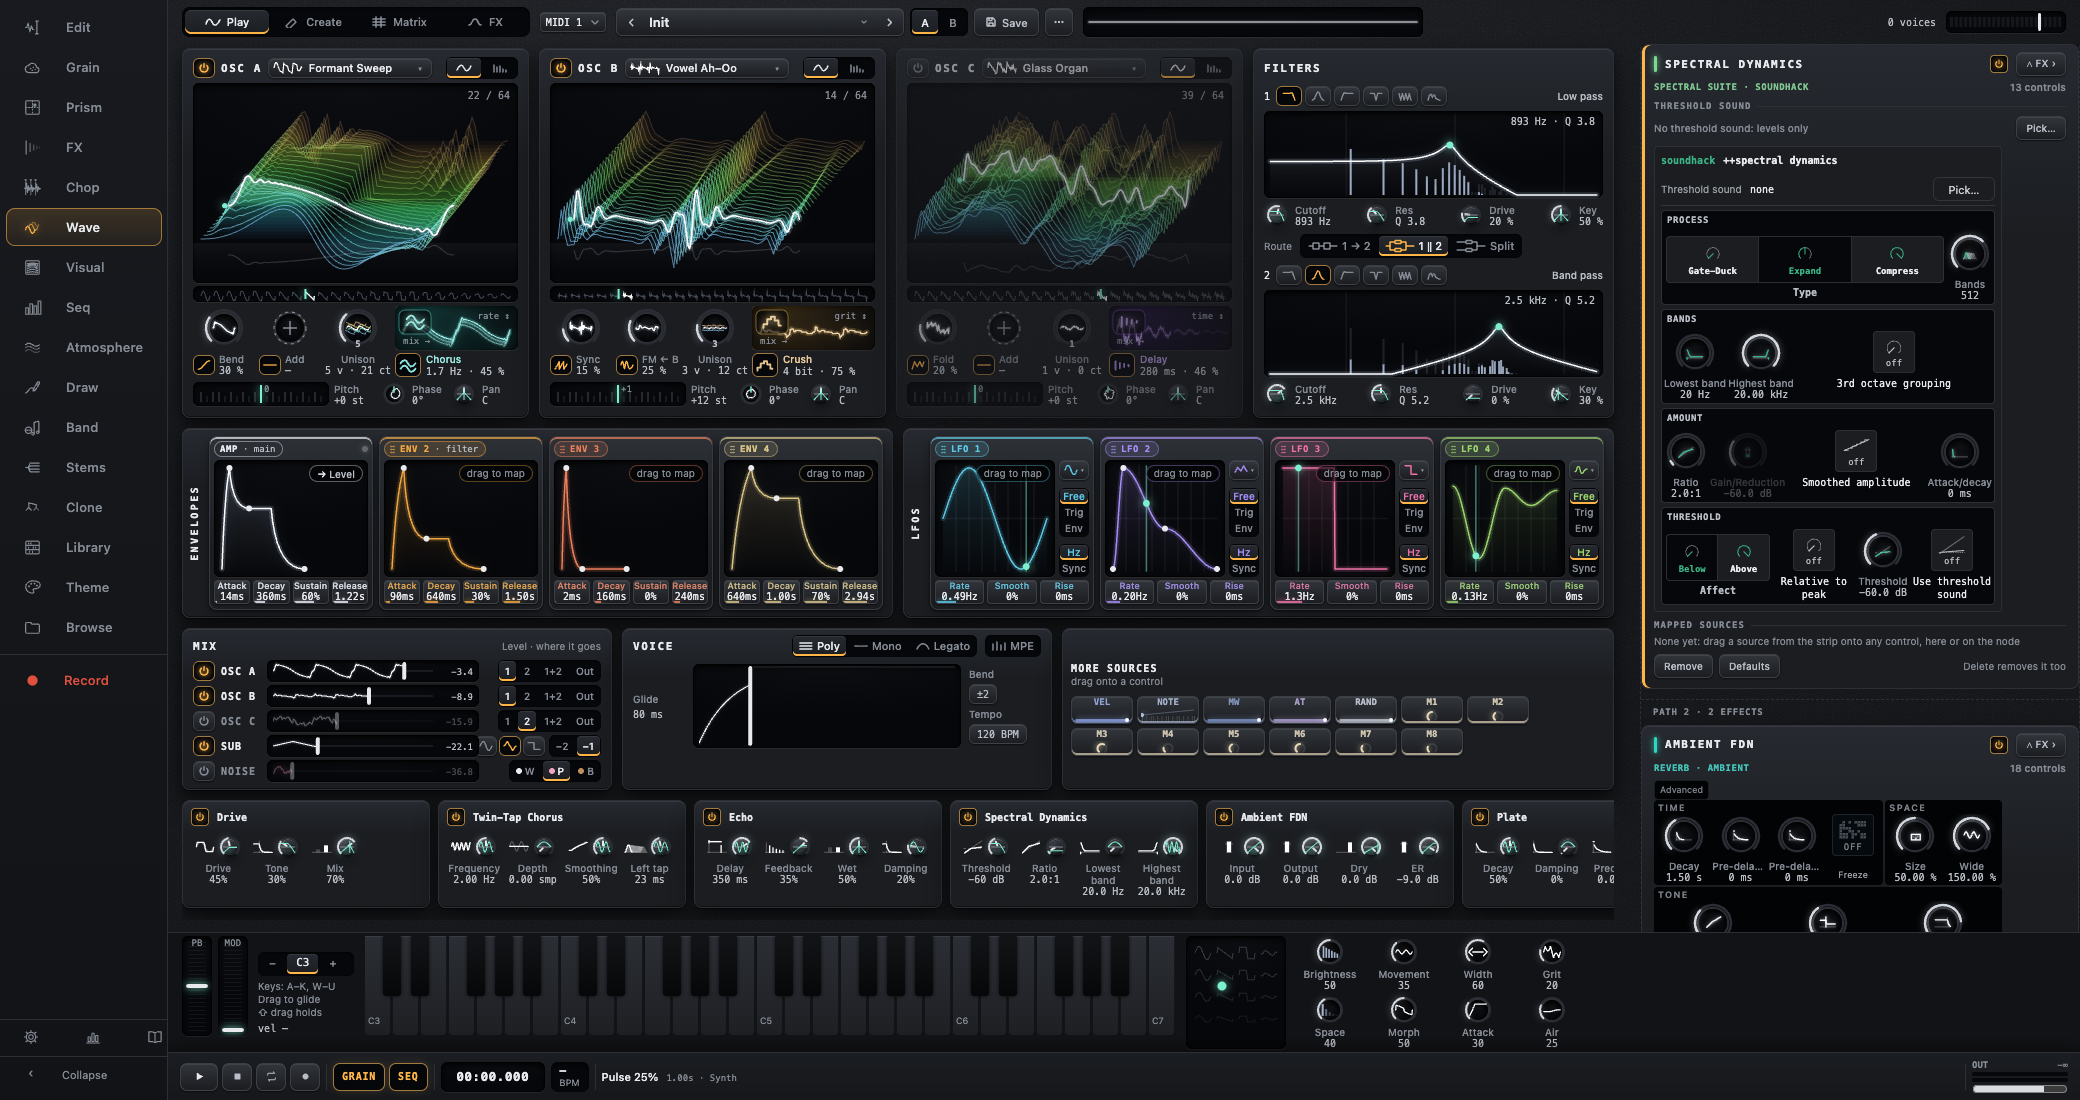 Edit
Grain
Prism
FX
Chop
Wave
Visual
Seq
Atmosphere
Draw
Band
Stems
Clone
Library
Theme
Browse
Record
Collapse
Play
Create
Matrix
FX
MIDI 1
Init
A
B
Save
0 voices
OSC A
Formant Sweep
22 / 64
rate
mix →
5
Bend
30 %
Add
—
Unison
5 v · 21 ct
Chorus
1.7 Hz · 45 %
0
Pitch
+0 st
Phase
0°
Pan
C
OSC B
Vowel Ah–Oo
14 / 64
grit
mix →
3
Sync
15 %
FM ← B
25 %
Unison
3 v · 12 ct
Crush
4 bit · 75 %
+1
Pitch
+12 st
Phase
0°
Pan
C
OSC C
Glass Organ
39 / 64
time
mix →
1
Fold
20 %
Add
—
Unison
1 v · 0 ct
Delay
280 ms · 46 %
0
Pitch
+0 st
Phase
0°
Pan
C
FILTERS
1
Low pass
893 Hz · Q 3.8
Cutoff
893 Hz
Res
Q 3.8
Drive
20 %
Key
50 %
Route
1 → 2
1 || 2
Split
2
Band pass
2.5 kHz · Q 5.2
Cutoff
2.5 kHz
Res
Q 5.2
Drive
0 %
Key
30 %
ENVELOPES
AMP · main
→ Level
Attack
14ms
Decay
360ms
Sustain
60%
Release
1.22s
ENV 2 · filter
drag to map
Attack
90ms
Decay
640ms
Sustain
30%
Release
1.50s
ENV 3
drag to map
Attack
2ms
Decay
160ms
Sustain
0%
Release
240ms
ENV 4
drag to map
Attack
640ms
Decay
1.00s
Sustain
70%
Release
2.94s
LFOS
LFO 1
drag to map
Free
Trig
Env
Hz
Sync
Rate
0.49Hz
Smooth
0%
Rise
0ms
LFO 2
drag to map
Free
Trig
Env
Hz
Sync
Rate
0.20Hz
Smooth
0%
Rise
0ms
LFO 3
drag to map
Free
Trig
Env
Hz
Sync
Rate
1.3Hz
Smooth
0%
Rise
0ms
LFO 4
drag to map
Free
Trig
Env
Hz
Sync
Rate
0.13Hz
Smooth
0%
Rise
0ms
MIX
Level · where it goes
OSC A −3.4 1 2 1+2 Out
OSC B −8.9 1 2 1+2 Out
OSC C −15.9 1 2 1+2 Out
SUB −22.1 −2 −1
NOISE −36.8 W P B
VOICE
Poly
Mono
Legato
MPE
Glide
80 ms
Bend
±2
Tempo
120 BPM
MORE SOURCES
drag onto a control
VEL NOTE MW AT RAND M1 M2
M3 M4 M5 M6 M7 M8
Drive
Drive
45%
Tone
30%
Mix
70%
Twin-Tap Chorus
Frequency
2.00 Hz
Depth
0.00 smp
Smoothing
50%
Left tap
23 ms
Echo
Delay
350 ms
Feedback
35%
Wet
50%
Damping
20%
Spectral Dynamics
Threshold
−60 dB
Ratio
2.0:1
Lowest band
20.0 Hz
Highest band
20.0 kHz
Ambient FDN
Input
0.0 dB
Output
0.0 dB
Dry
0.0 dB
ER
−9.0 dB
Plate
Decay
50%
Damping
0%
PB
MOD
− C3 +
Keys: A–K, W–U
Drag to glide
⇧ drag holds
vel —
C3
C4
C5
C6
C7
Brightness
50
Movement
35
Width
60
Grit
20
Space
40
Morph
50
Attack
30
Air
25
GRAIN
SEQ
00:00.000
—
BPM
Pulse 25%
1.00s · Synth
OUT
−∞
SPECTRAL DYNAMICS
FX ›
SPECTRAL SUITE · SOUNDHACK
13 controls
THRESHOLD SOUND
No threshold sound: levels only
Pick…
soundhack ++spectral dynamics
Threshold sound none
Pick…
PROCESS
Gate-Duck
Expand
Compress
Type
Bands
512
BANDS
Lowest band
20 Hz
Highest band
20.00 kHz
off
3rd octave grouping
AMOUNT
Ratio
2.0:1
Gain/Reduction
−60.0 dB
off
Smoothed amplitude
Attack/decay
0 ms
THRESHOLD
Below
Above
Affect
off
Relative to peak
Threshold
−60.0 dB
off
Use threshold sound
MAPPED SOURCES
None yet: drag a source from the strip onto any control, here or on the node
Remove
Defaults
Delete removes it too
PATH 2 · 2 EFFECTS
AMBIENT FDN
FX ›
REVERB · AMBIENT
18 controls
Advanced
TIME
Decay
1.50 s
Pre-dela…
0 ms
Pre-dela…
0 ms
OFF
Freeze
SPACE
Size
50.00 %
Wide
150.00 %
TONE